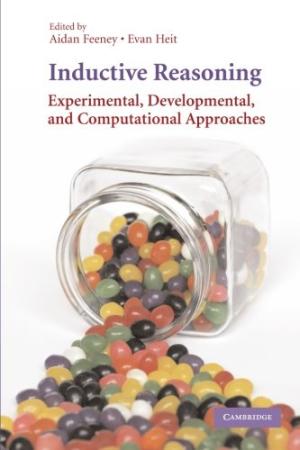 Edited by
Aidan Feeney • Evan Heit
Inductive Reasoning
Experimental, Developmental,
and Computational Approaches
CAMBRIDGE